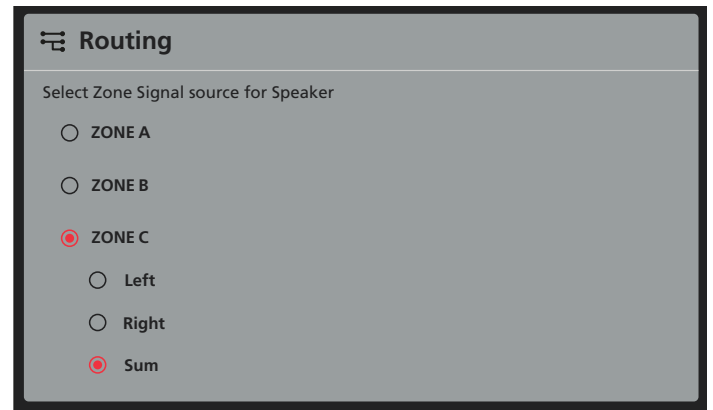 Routing
Select Zone Signal source for Speaker
ZONE A
ZONE B
ZONE C
Left
Right
Sum